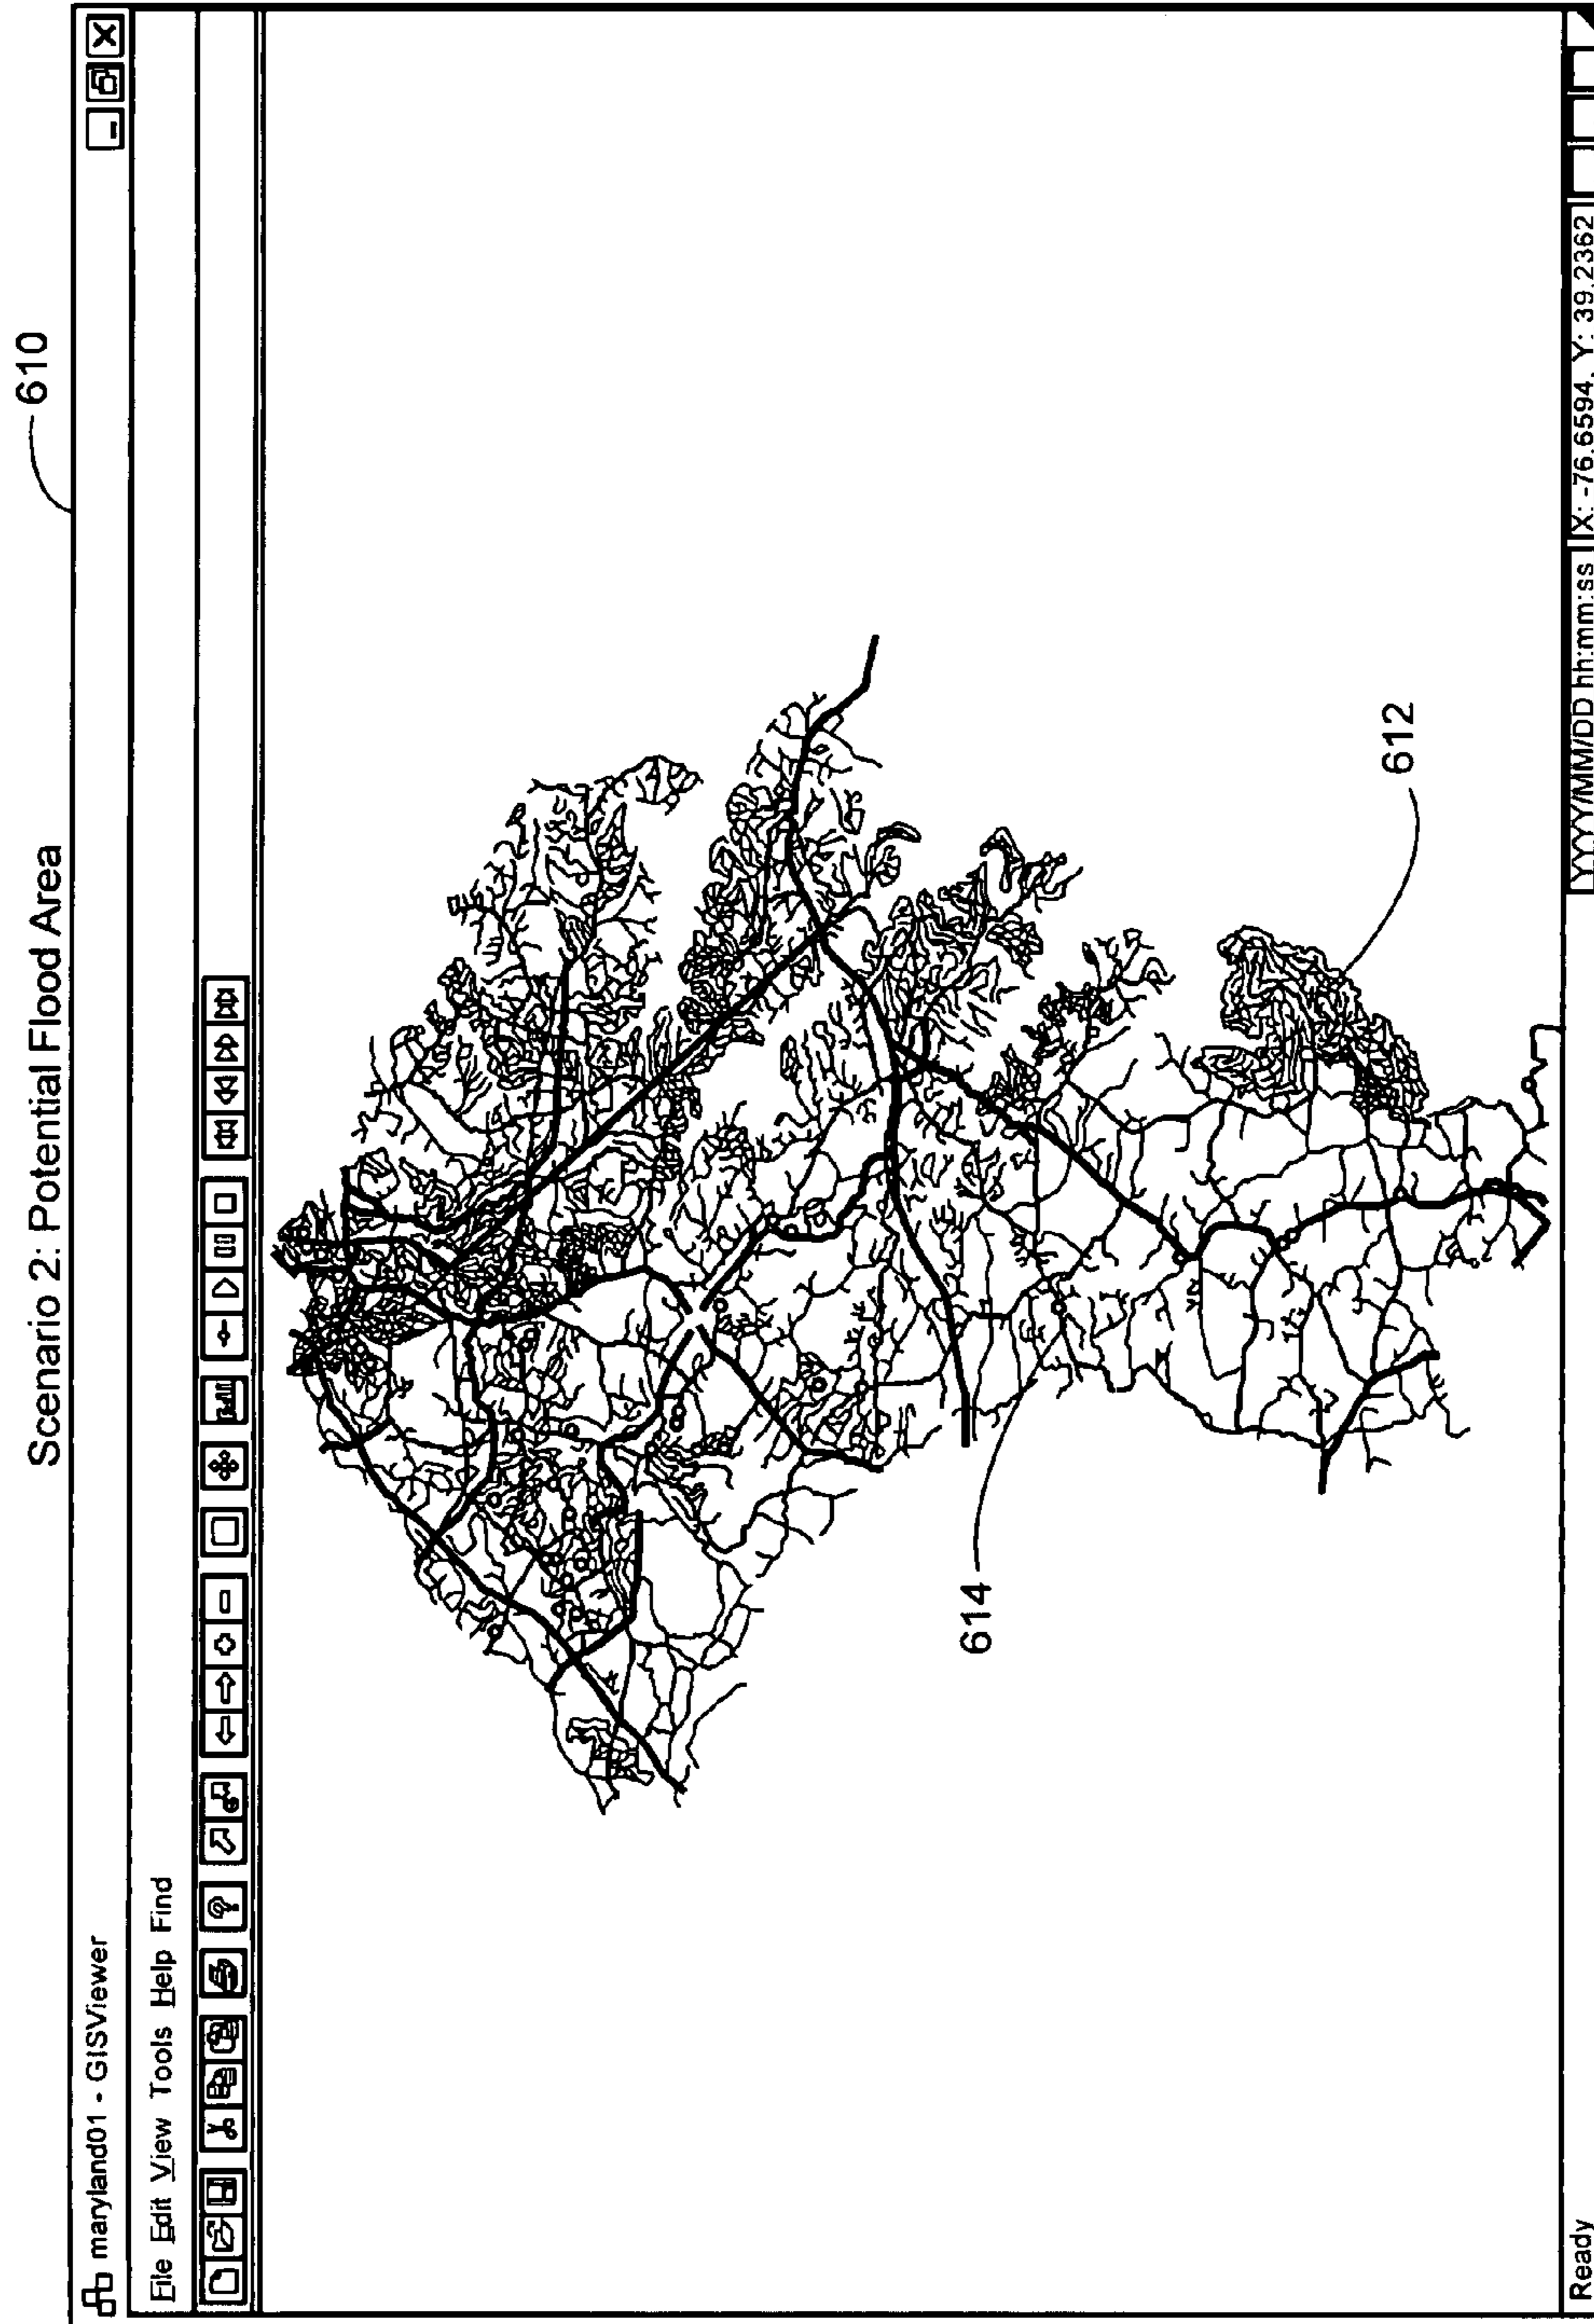 Scenario 2: Potential Flood Area
610
maryland01 - GISViewer
File Edit View Tools Help Find
614
612
Ready
YYYY/MM/DD hh:mm:ss
X: -76.6594, Y: 39.2362